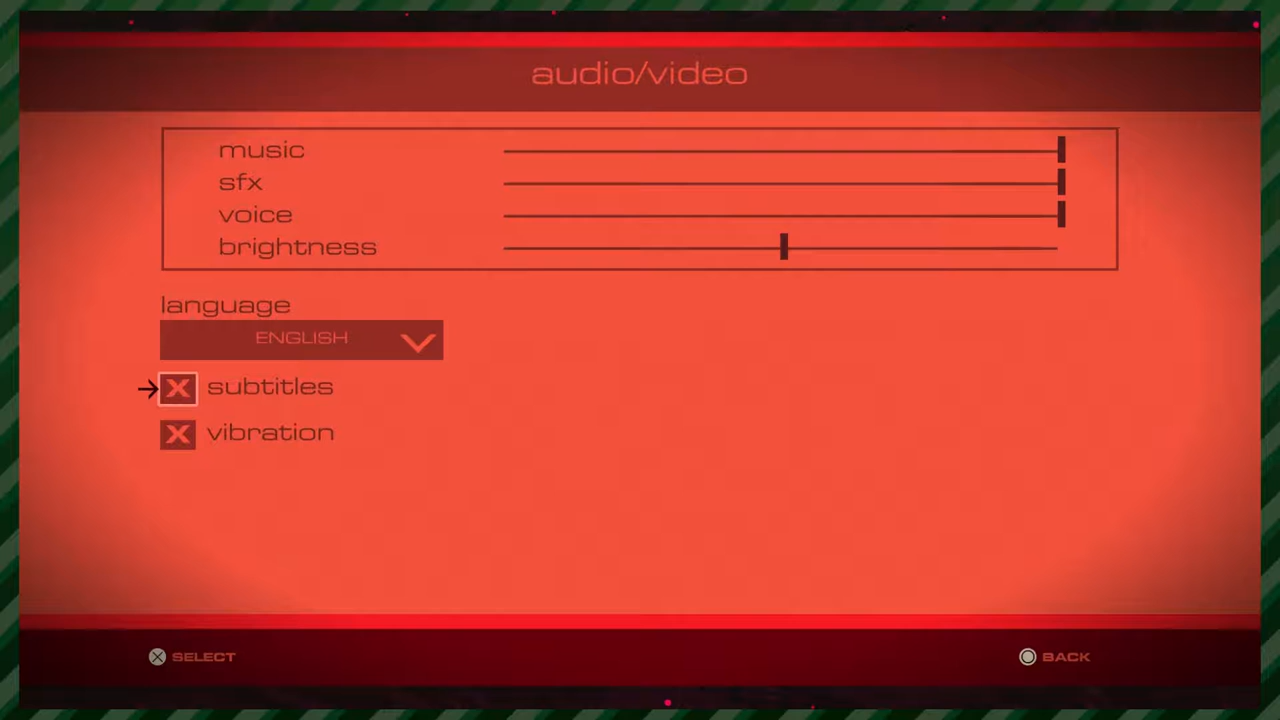 audio/video
music
sfx
voice
brightness
language
ENGLISH
subtitles
vibration
SELECT
BACK